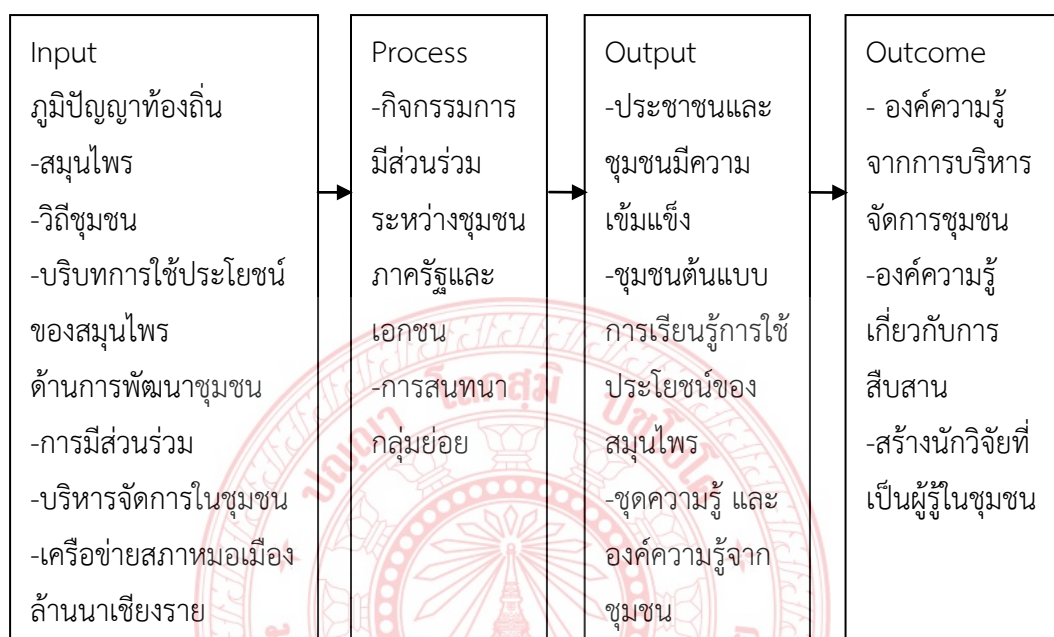 Input
ภูมิปัญญาท้องถิ่น
-สมุนไพร
-วิถีชุมชน
-บริบทการใช้ประโยชน์
ของสมุนไพร
ด้านการพัฒนาชุมชน
-การมีส่วนร่วม
-บริหารจัดการในชุมชน
-เครือข่ายสภาหมอเมือง
ล้านนาเชียงราย
Process
-กิจกรรมการ
มีส่วนร่วม
ระหว่างชุมชน
ภาครัฐและ
เอกชน
-การสนทนา
กลุ่มย่อย
Output
-ประชาชนและ
ชุมชนมีความ
เข้มแข็ง
-ชุมชนต้นแบบ
การเรียนรู้การใช้
ประโยชน์ของ
สมุนไพร
-ชุดความรู้ และ
องค์ความรู้จาก
ชุมชน
Outcome
- องค์ความรู้
จากการบริหาร
จัดการชุมชน
-องค์ความรู้
เกี่ยวกับการ
สืบสาน
-สร้างนักวิจัยที่
เป็นผู้รู้ในชุมชน
ปญฺญา โลกสฺมิ ปชฺโชโต